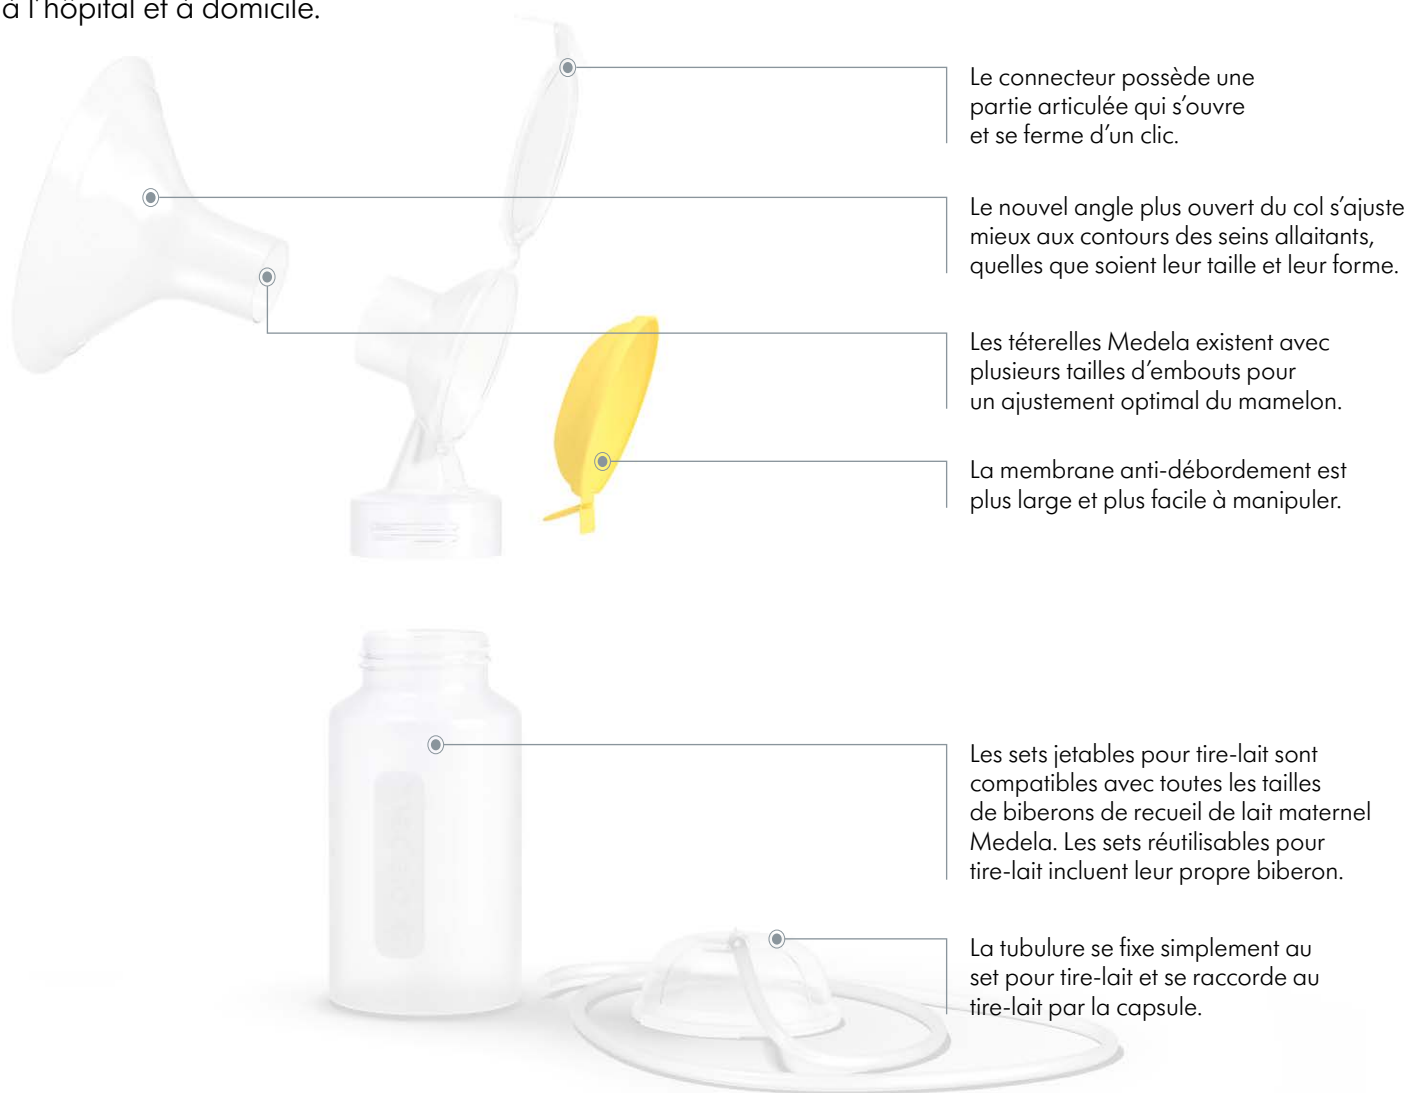 à l'hôpital et à domicile.
Le connecteur possède une
partie articulée qui s'ouvre
et se ferme d'un clic.
Le nouvel angle plus ouvert du col s'ajuste
mieux aux contours des seins allaitants,
quelles que soient leur taille et leur forme.
Les téterelles Medela existent avec
plusieurs tailles d'embouts pour
un ajustement optimal du mamelon.
La membrane anti-débordement est
plus large et plus facile à manipuler.
Les sets jetables pour tire-lait sont
compatibles avec toutes les tailles
de biberons de recueil de lait maternel
Medela. Les sets réutilisables pour
tire-lait incluent leur propre biberon.
La tubulure se fixe simplement au
set pour tire-lait et se raccorde au
tire-lait par la capsule.